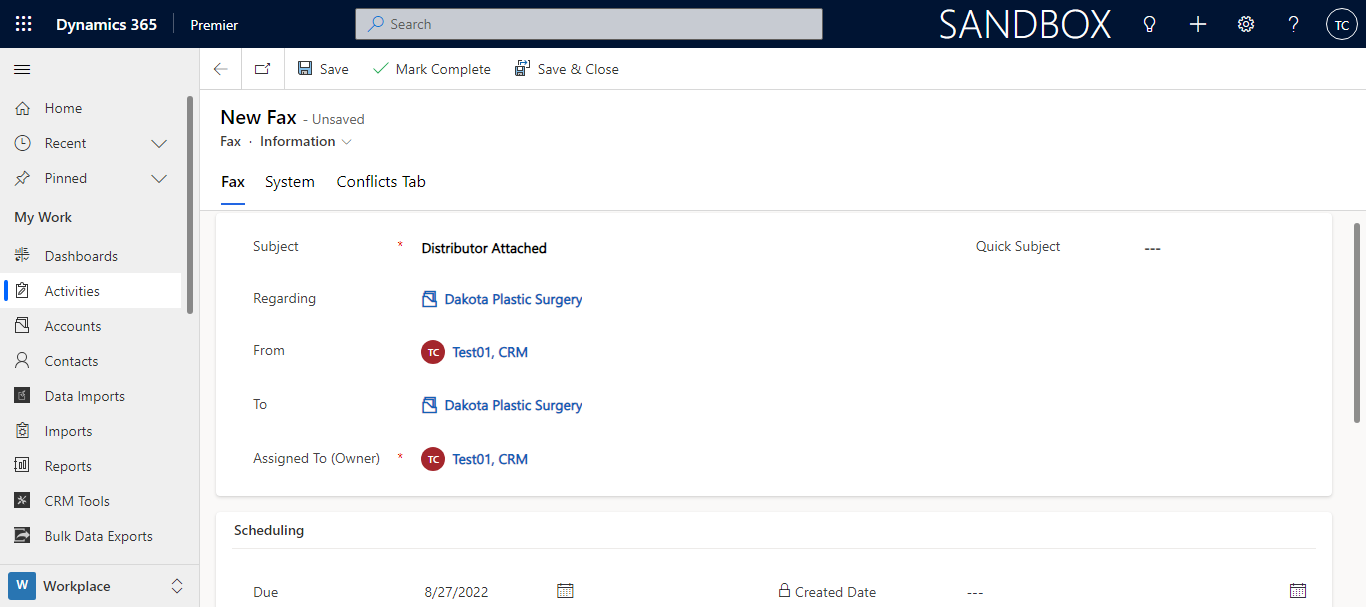 Dynamics 365
Premier
Search
SANDBOX
TC
Save
Mark Complete
Save & Close
Home
Recent
Pinned
My Work
Dashboards
Activities
Accounts
Contacts
Data Imports
Imports
Reports
CRM Tools
Bulk Data Exports
W
Workplace
New Fax - Unsaved
Fax · Information
Fax
System
Conflicts Tab
Subject * Distributor Attached
Quick Subject ---
Regarding Dakota Plastic Surgery
From TC Test01, CRM
To Dakota Plastic Surgery
Assigned To (Owner) * TC Test01, CRM
Scheduling
Due 8/27/2022
Created Date ---